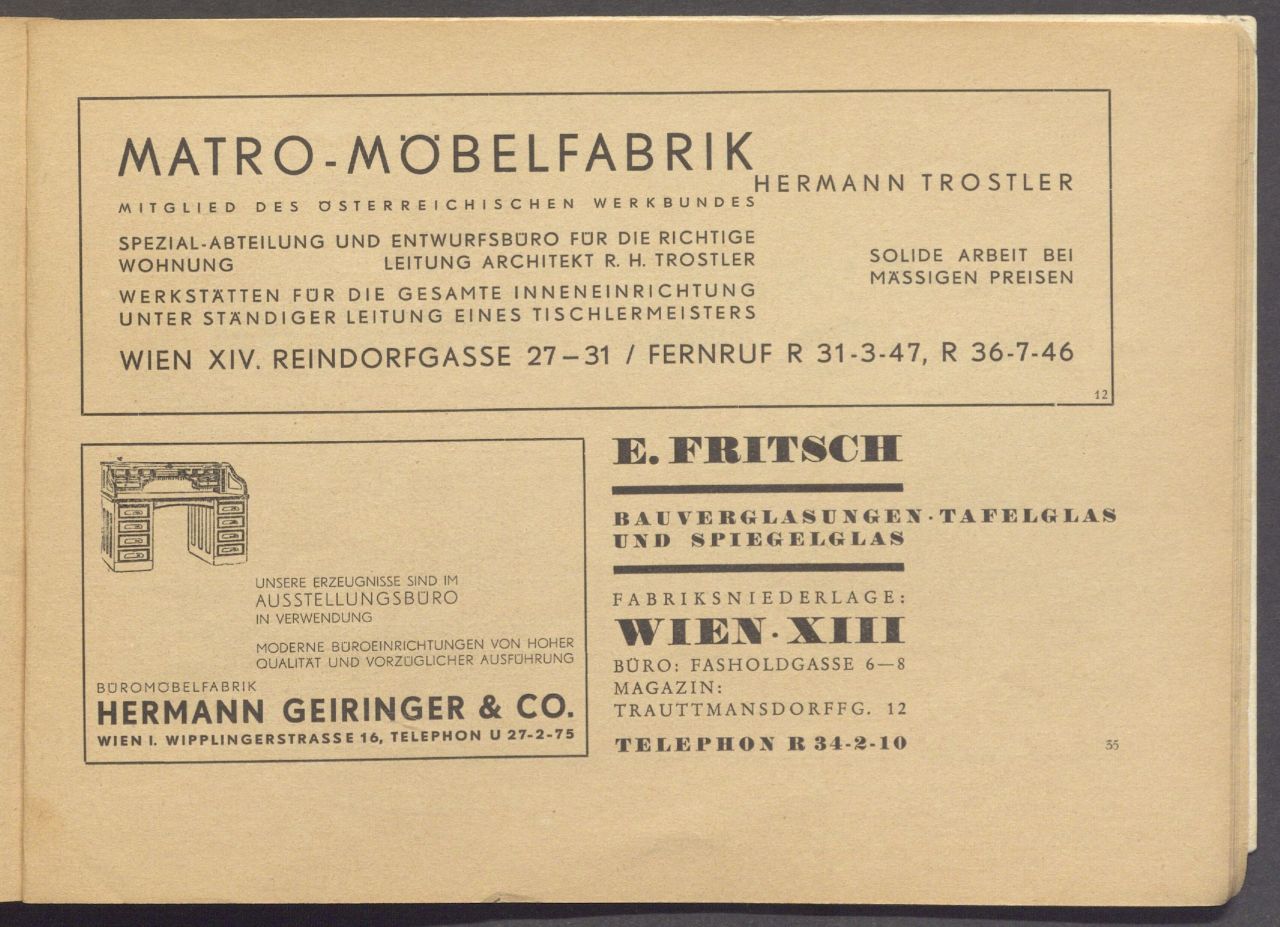 MATRO-MÖBELFABRIK
HERMANN TROSTLER
MITGLIED DES ÖSTERREICHISCHEN WERKBUNDES
SPEZIAL-ABTEILUNG UND ENTWURFSBÜRO FÜR DIE RICHTIGE
WOHNUNG LEITUNG ARCHITEKT R. H. TROSTLER
WERKSTÄTTEN FÜR DIE GESAMTE INNENEINRICHTUNG
UNTER STÄNDIGER LEITUNG EINES TISCHLERMEISTERS
SOLIDE ARBEIT BEI
MÄSSIGEN PREISEN
WIEN XIV. REINDORFGASSE 27–31 / FERNRUF R 31-3-47, R 36-7-46
12
UNSERE ERZEUGNISSE SIND IM
AUSSTELLUNGSBÜRO
IN VERWENDUNG
MODERNE BÜROEINRICHTUNGEN VON HOHER
QUALITÄT UND VORZÜGLICHER AUSFÜHRUNG
BÜROMÖBELFABRIK
HERMANN GEIRINGER & CO.
WIEN I. WIPPLINGERSTRASSE 16, TELEPHON U 27-2-75
E. FRITSCH
BAUVERGLASUNGEN · TAFELGLAS
UND SPIEGELGLAS
FABRIKSNIEDERLAGE:
WIEN · XIII
BÜRO: FASHOLDGASSE 6—8
MAGAZIN:
TRAUTTMANSDORFFG. 12
TELEPHON R 34-2-10
35